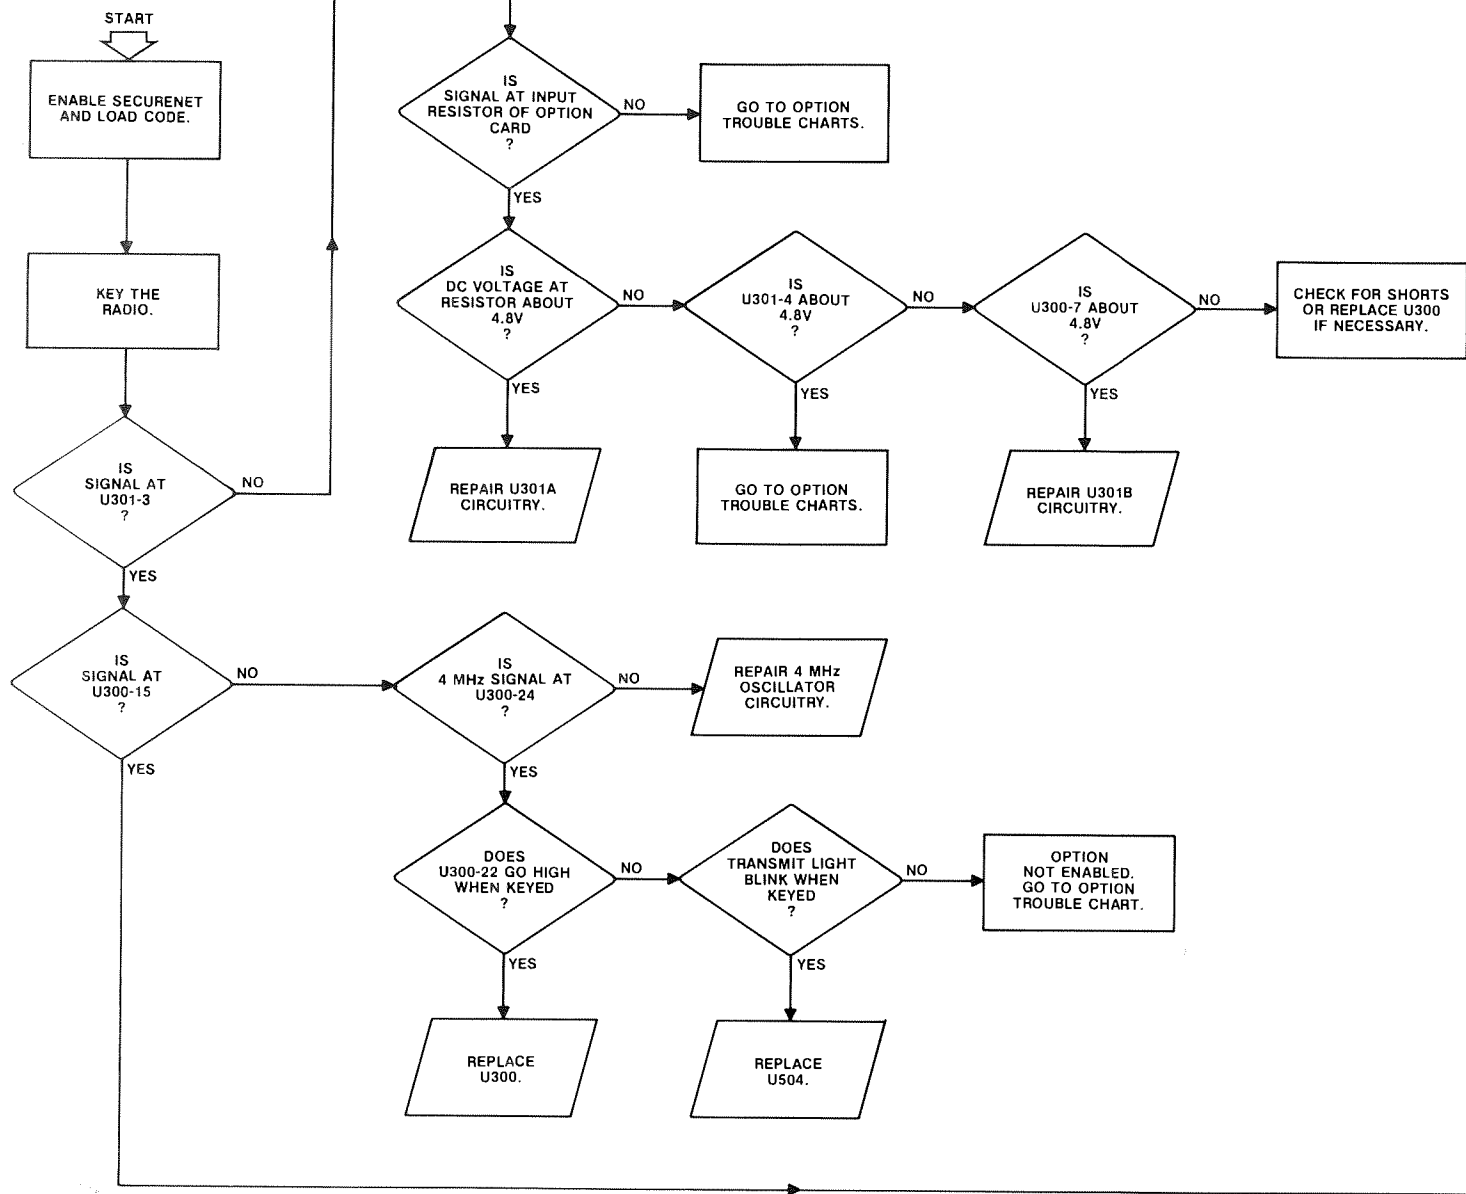 START
ENABLE SECURENET
AND LOAD CODE.
KEY THE
RADIO.
IS
SIGNAL AT
U301-3
?
NO
YES
IS
SIGNAL AT
U300-15
?
NO
YES
IS
SIGNAL AT INPUT
RESISTOR OF OPTION
CARD
?
NO
GO TO OPTION
TROUBLE CHARTS.
YES
IS
DC VOLTAGE AT
RESISTOR ABOUT
4.8V
?
NO
YES
REPAIR U301A
CIRCUITRY.
IS
U301-4 ABOUT
4.8V
?
NO
YES
GO TO OPTION
TROUBLE CHARTS.
IS
U300-7 ABOUT
4.8V
?
NO
YES
REPAIR U301B
CIRCUITRY.
CHECK FOR SHORTS
OR REPLACE U300
IF NECESSARY.
IS
4 MHz SIGNAL AT
U300-24
?
NO
REPAIR 4 MHz
OSCILLATOR
CIRCUITRY.
YES
DOES
U300-22 GO HIGH
WHEN KEYED
?
NO
YES
REPLACE
U300.
DOES
TRANSMIT LIGHT
BLINK WHEN
KEYED
?
NO
YES
REPLACE
U504.
OPTION
NOT ENABLED.
GO TO OPTION
TROUBLE CHART.